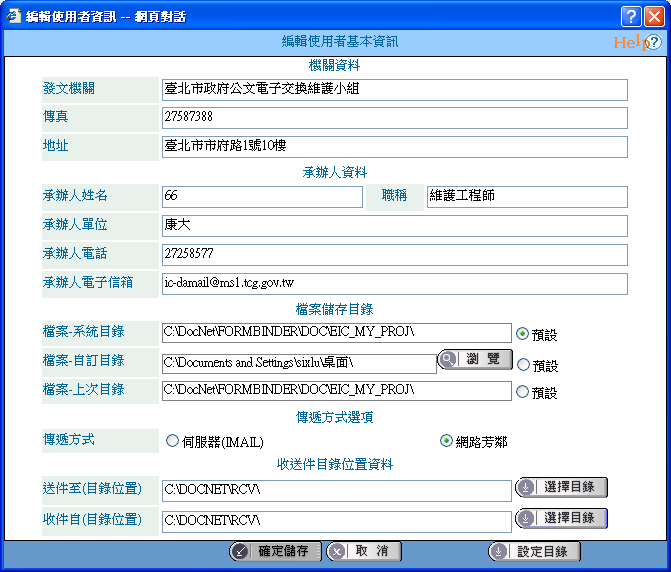 編輯使用者資訊 -- 網頁對話
編輯使用者基本資訊 Help
機關資料
發文機關 臺北市政府公文電子交換維護小組
傳真 27587388
地址 臺北市市府路1號10樓
承辦人資料
承辦人姓名 66 職稱 維護工程師
承辦人單位 康大
承辦人電話 27258577
承辦人電子信箱 ic-damail@ms1.tcg.gov.tw
檔案儲存目錄
檔案-系統目錄 C:\DocNet\FORMBINDER\DOC\EIC_MY_PROJ\ 預設
檔案-自訂目錄 C:\Documents and Settings\sixlu\桌面\ 瀏覽 預設
檔案-上次目錄 C:\DocNet\FORMBINDER\DOC\EIC_MY_PROJ\ 預設
傳遞方式選項
傳遞方式 伺服器(IMAIL) 網路芳鄰
收送件目錄位置資料
送件至(目錄位置) C:\DOCNET\RCV\ 選擇目錄
收件自(目錄位置) C:\DOCNET\RCV\ 選擇目錄
確定儲存 取消 設定目錄